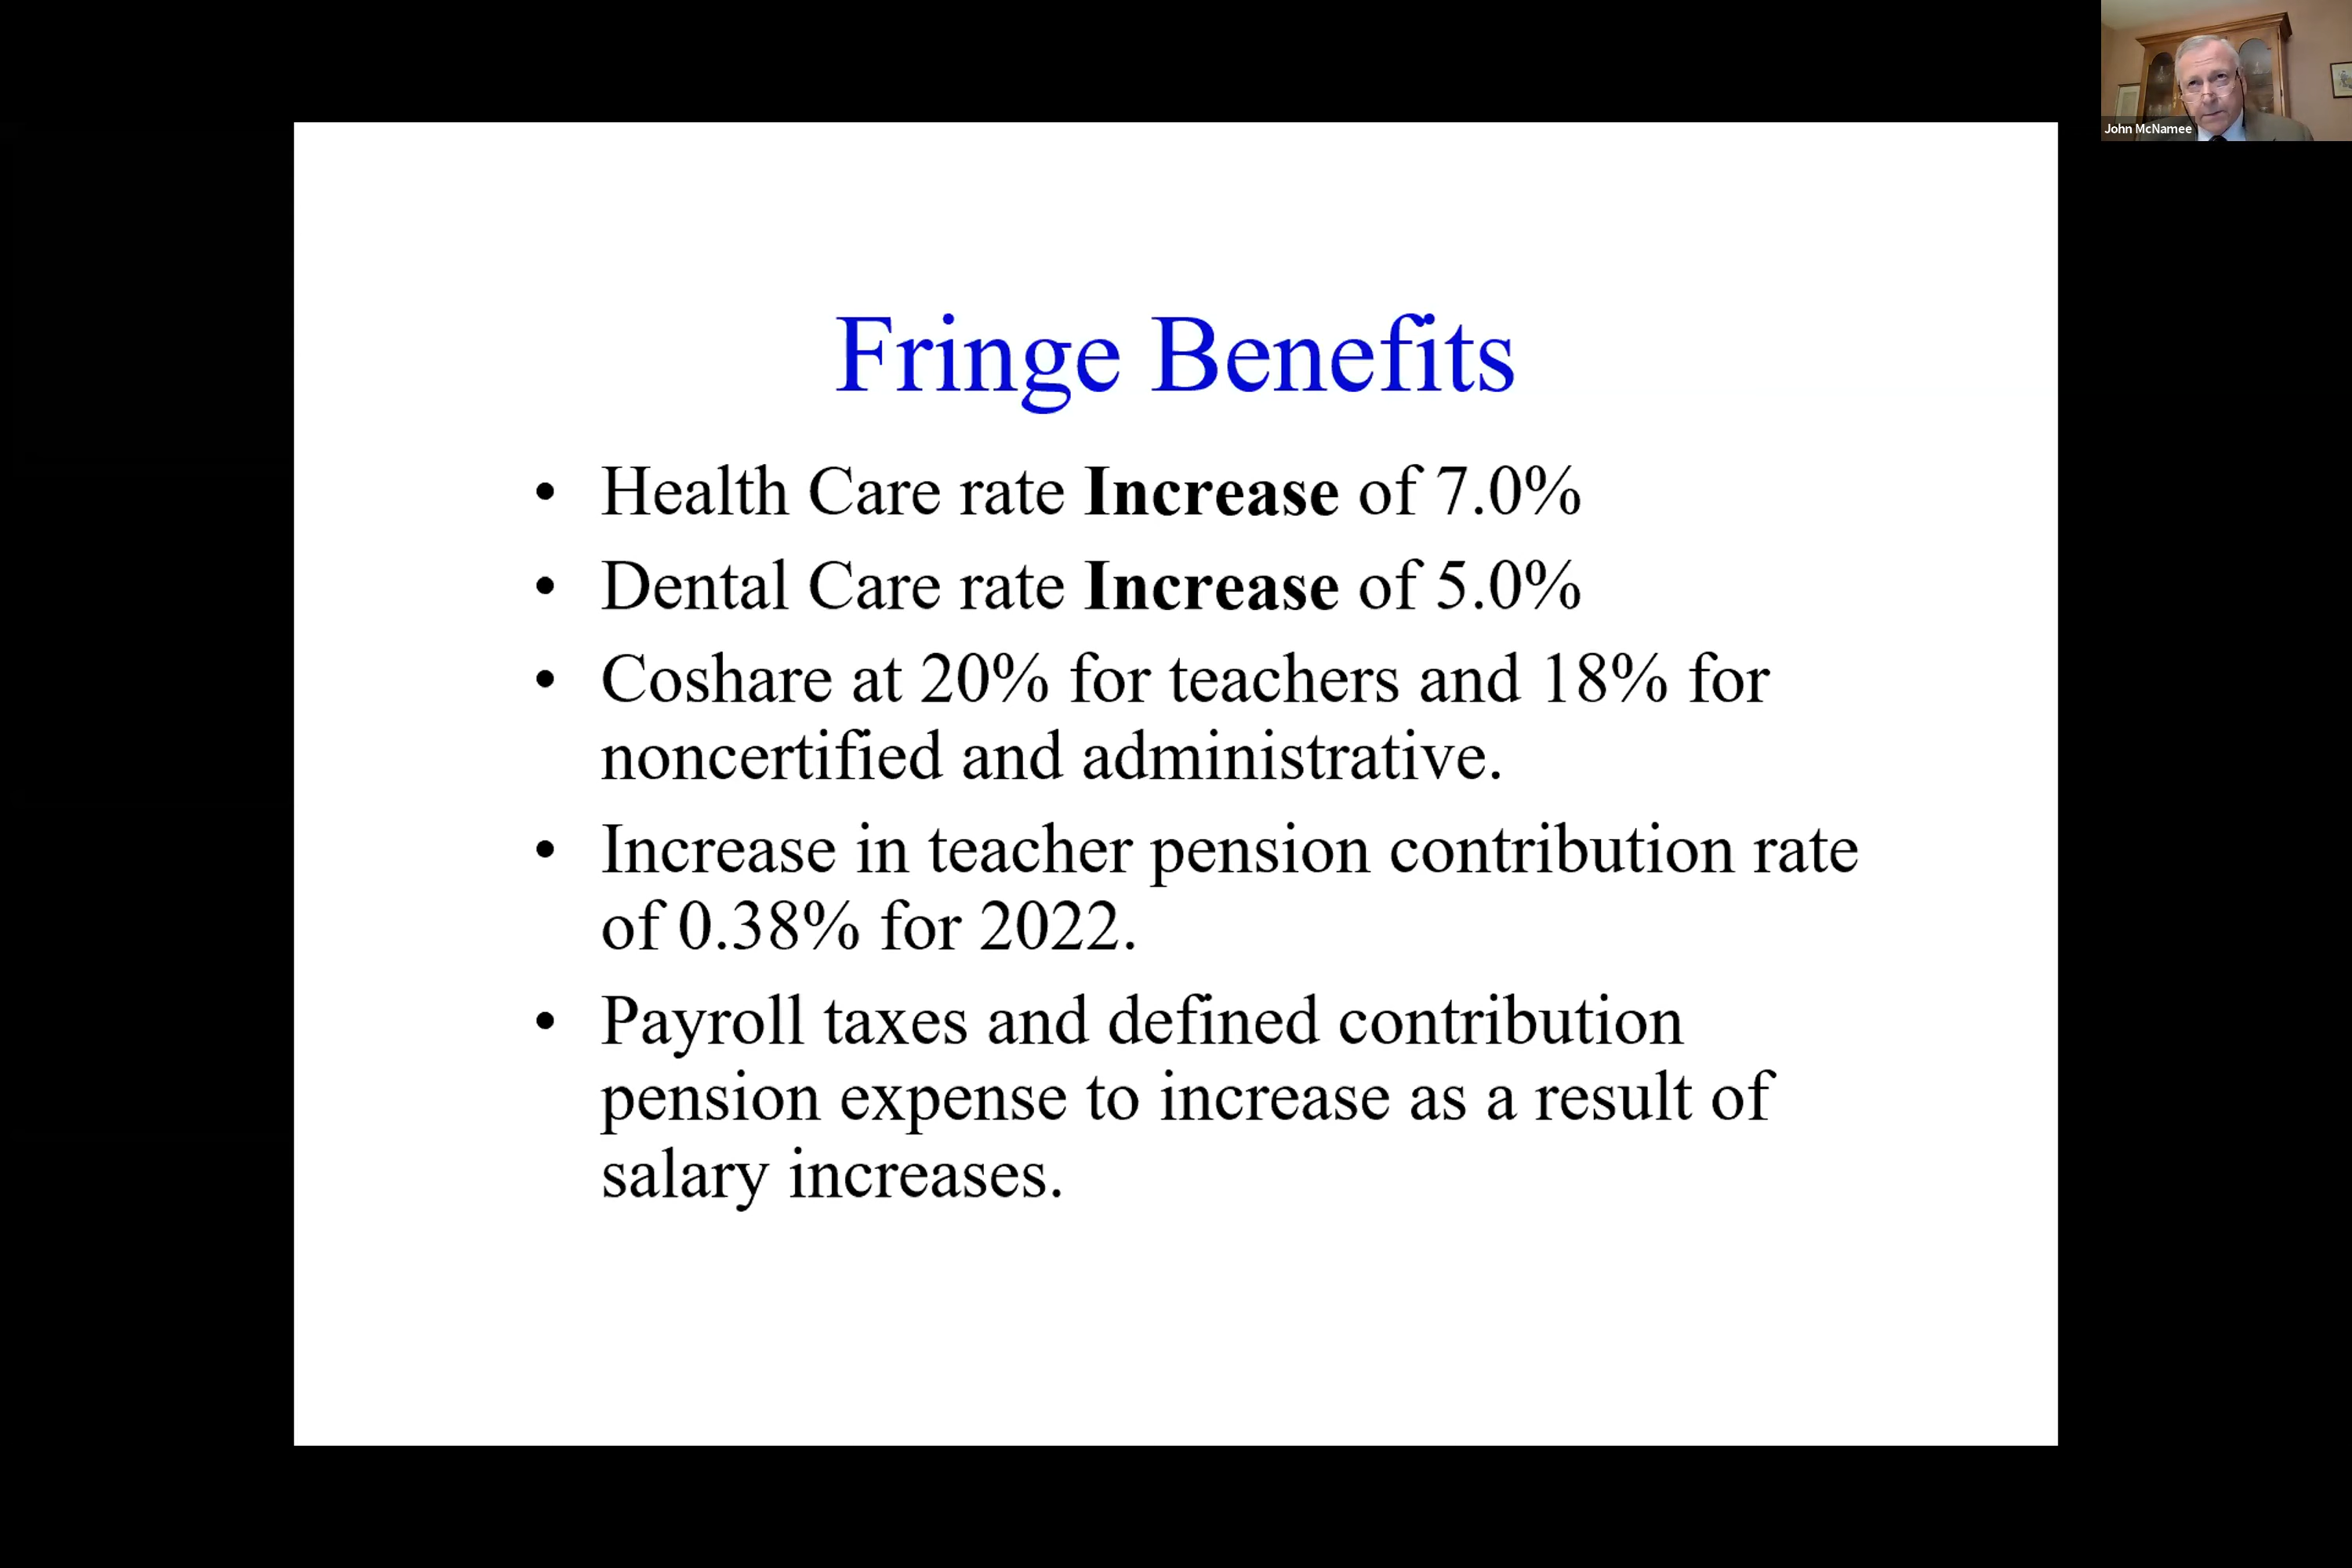 John McNamee
Fringe Benefits
• Health Care rate Increase of 7.0%
• Dental Care rate Increase of 5.0%
• Coshare at 20% for teachers and 18% for
noncertified and administrative.
• Increase in teacher pension contribution rate
of 0.38% for 2022.
• Payroll taxes and defined contribution
pension expense to increase as a result of
salary increases.